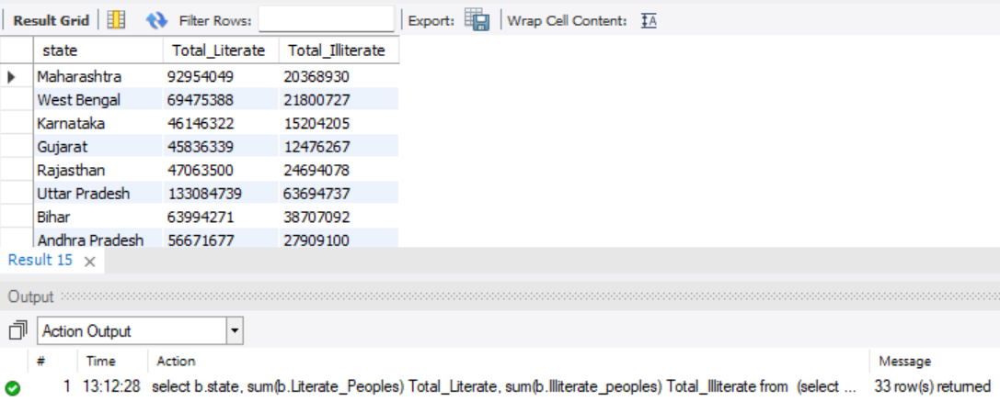 Result Grid Filter Rows: Export: Wrap Cell Content:
state Total_Literate Total_Illiterate
Maharashtra 92954049 20368930
West Bengal 69475388 21800727
Karnataka 46146322 15204205
Gujarat 45836339 12476267
Rajasthan 47063500 24694078
Uttar Pradesh 133084739 63694737
Bihar 63994271 38707092
Andhra Pradesh 56671677 27909100
Result 15 ×
Output
Action Output
# Time Action Message
1 13:12:28 select b.state, sum(b.Literate_Peoples) Total_Literate, sum(b.Illiterate_peoples) Total_Illiterate from (select ... 33 row(s) returned